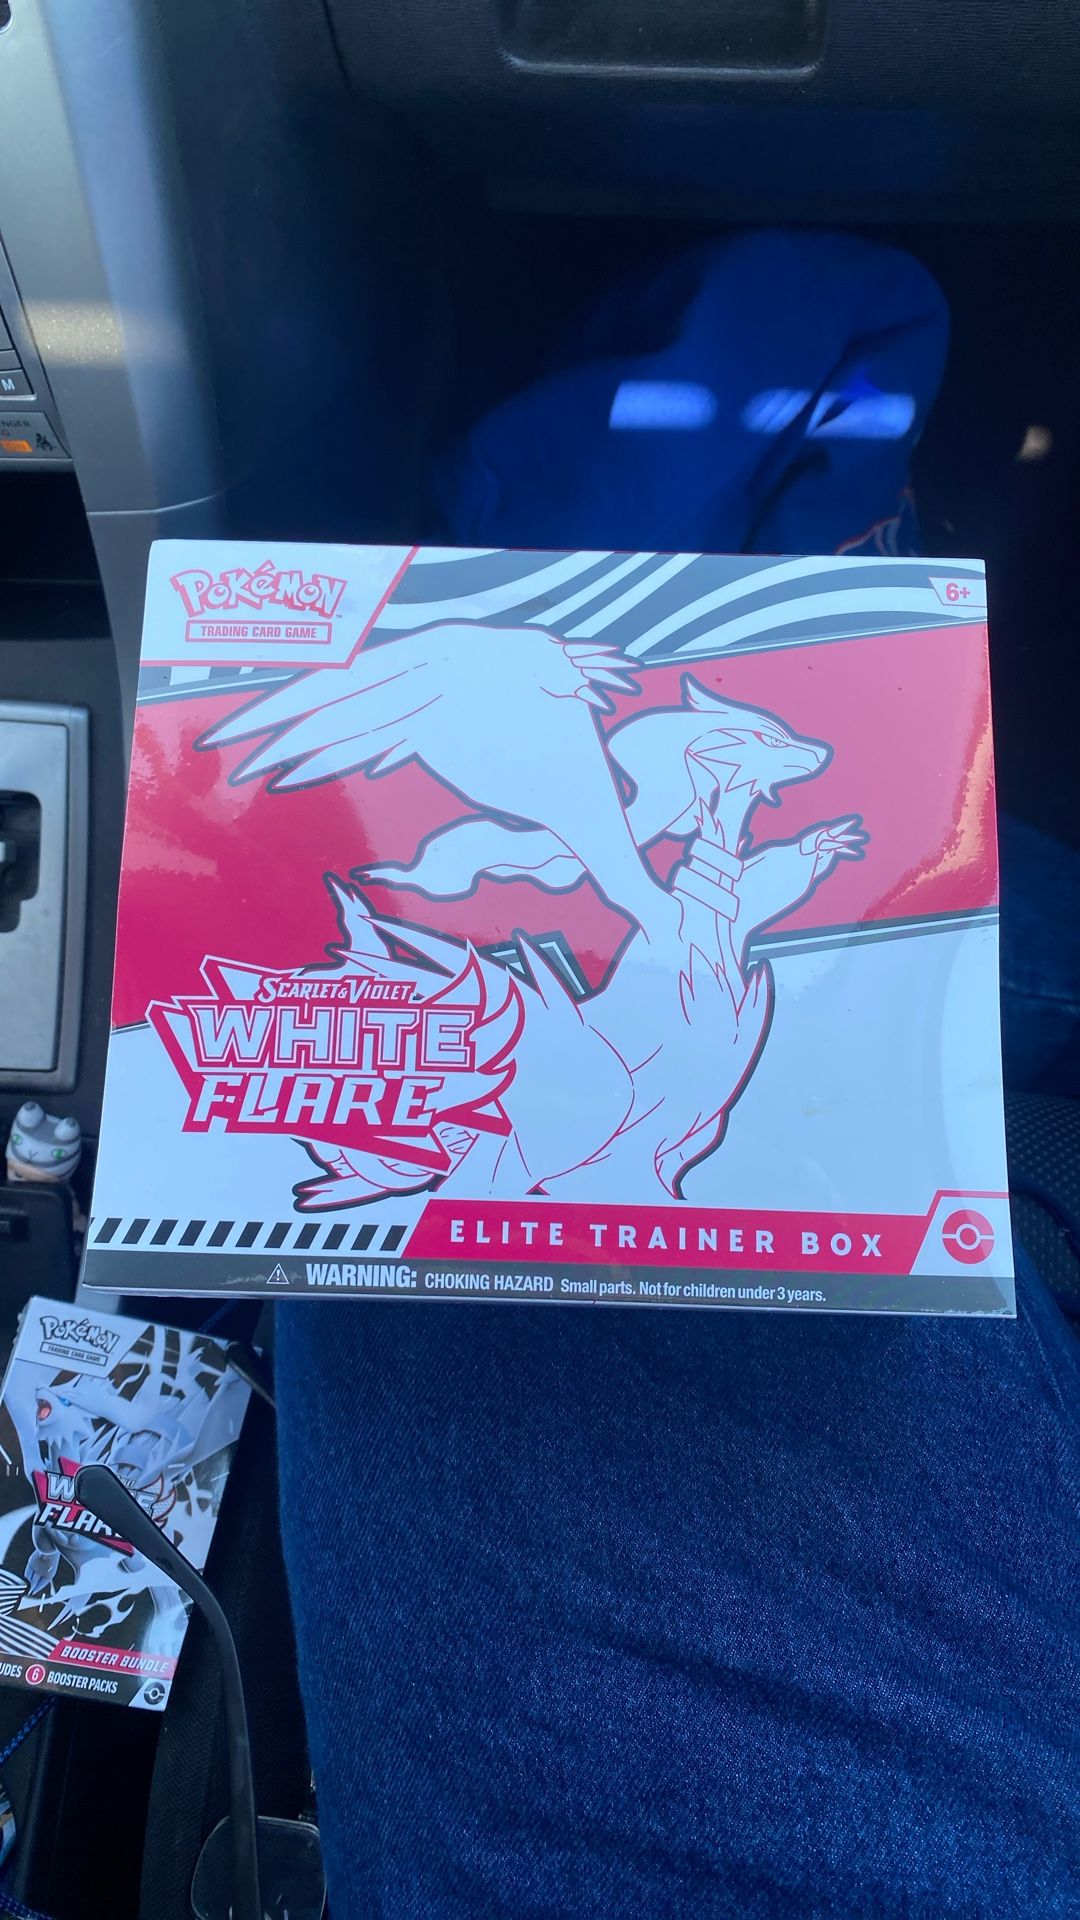 M
POKéMON™
TRADING CARD GAME
6+
SCARLET & VIOLET
WHITE
FLARE
ELITE TRAINER BOX
⚠ WARNING: CHOKING HAZARD Small parts. Not for children under 3 years.
POKéMON
TRADING CARD GAME
BOOSTER BUNDLE
6 BOOSTER PACKS